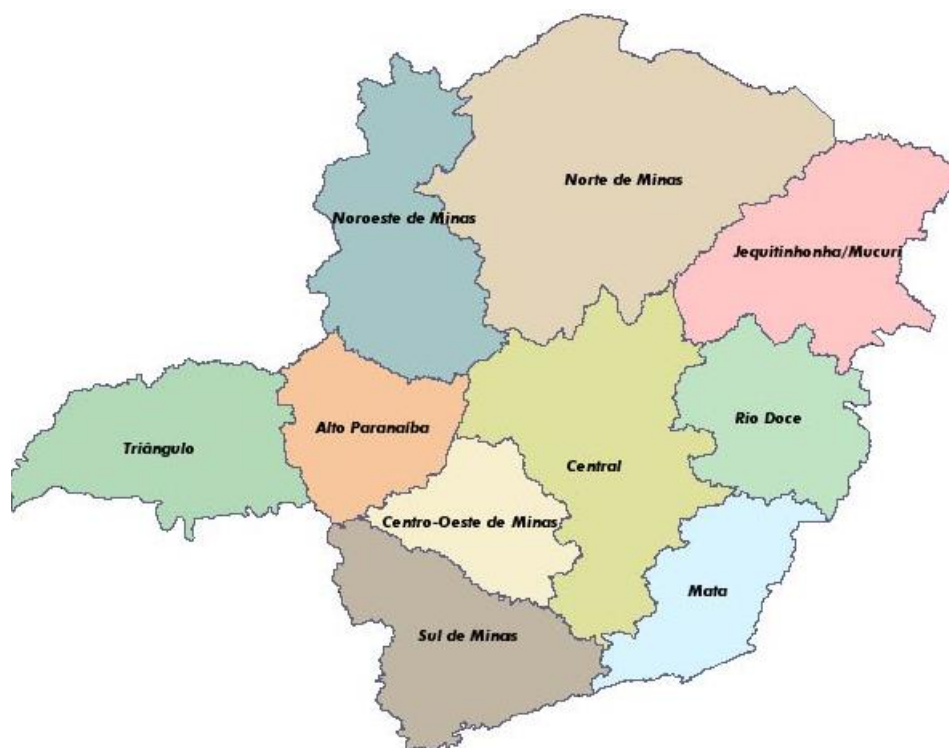 Norte de Minas
Noroeste de Minas
Jequitinhonha/Mucuri
Alto Paranaíba
Rio Doce
Triângulo
Central
Centro-Oeste de Minas
Mata
Sul de Minas